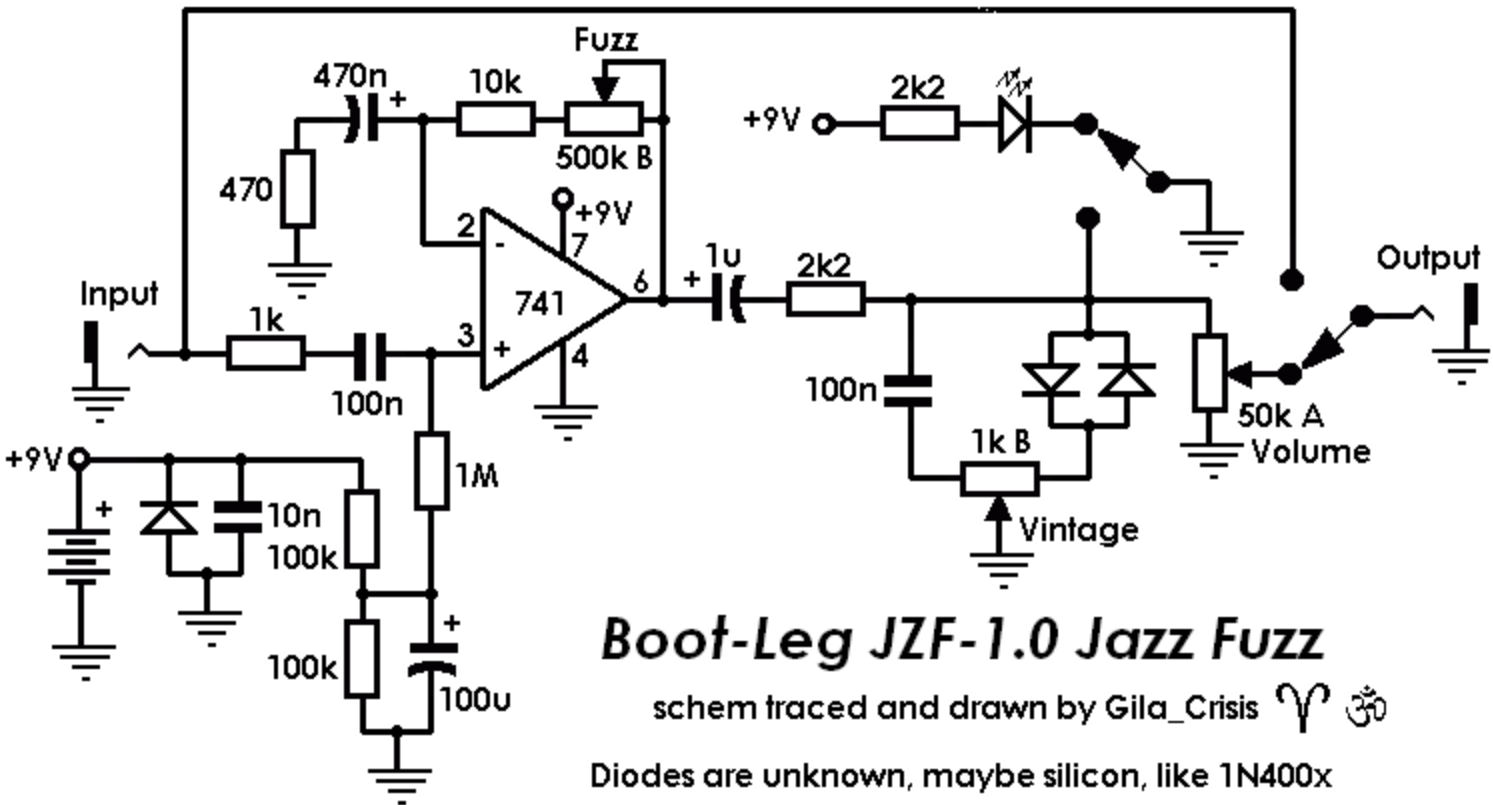 Fuzz
470n
+
10k
500k B
470
2k2
+9V
+9V
2
-
7
741
6
3
+
4
+
1u
2k2
Input
1k
100n
1M
Output
100n
1k B
Vintage
50k A
Volume
+9V
+
10n
100k
100k
+
100u
Boot-Leg JZF-1.0 Jazz Fuzz
schem traced and drawn by Gila_Crisis ♈ ॐ
Diodes are unknown, maybe silicon, like 1N400x